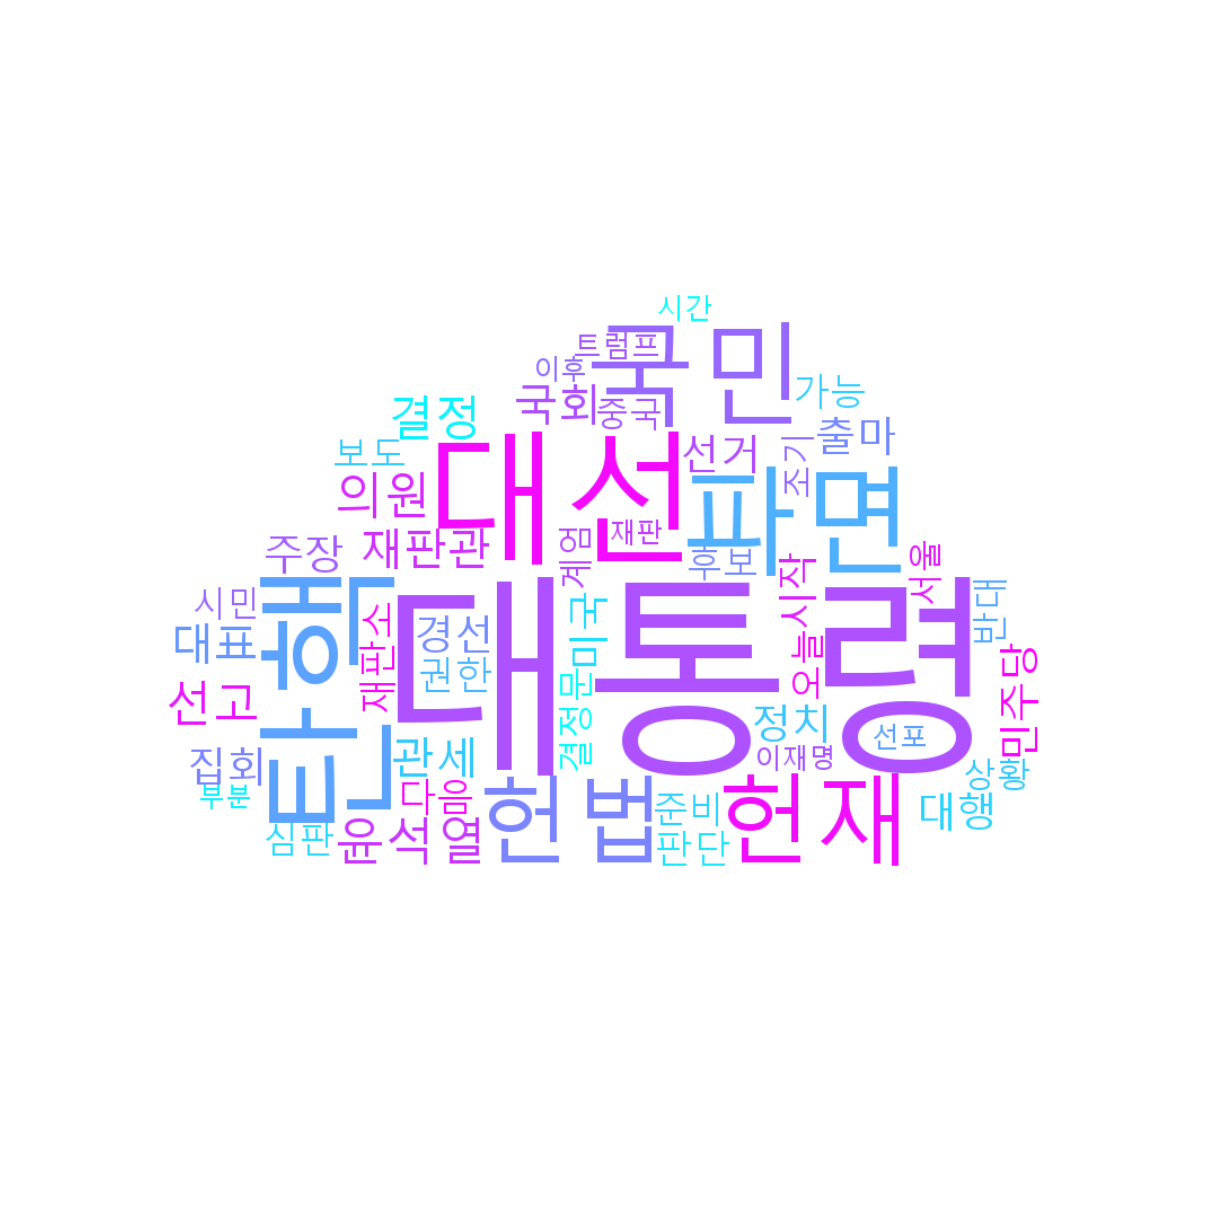 시간
트럼프
국민
이후
국회
중국
가능
결정
출마
보도
대선
선거
조기
의원
파면
재판관
재판
계엄
후보
주장
탄핵
대통령
시작
서울
반대
시민
대표
재판소
경선
권한
미국
오늘
민주당
선고
결정문
정치
이재명
선포
집회
관세
상황
부분
다음
헌법
준비
헌재
대행
심판
윤석열
판단